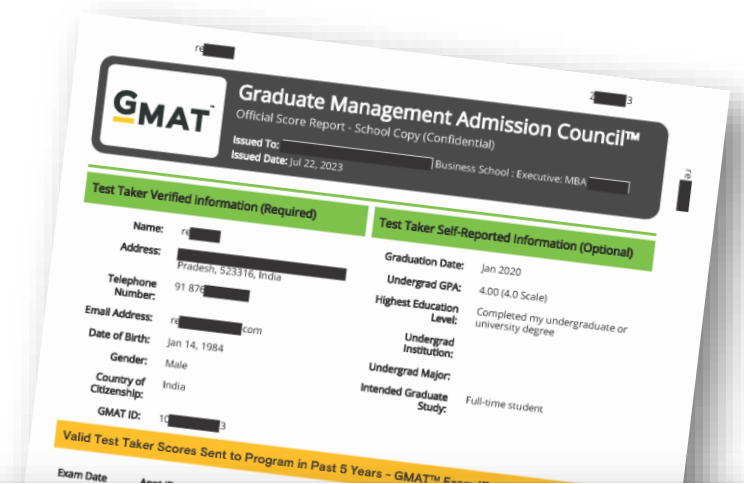 re
2 3
GMAT™
Graduate Management Admission Council™
Official Score Report - School Copy (Confidential)
Issued To: Business School : Executive: MBA
Issued Date: Jul 22, 2023
re
Test Taker Verified information (Required)
Name: re
Address:
Pradesh, 523316, India
Telephone
Number: 91 876
Email Address: re com
Date of Birth: Jan 14, 1984
Gender: Male
Country of
Citizenship: India
GMAT ID: 10 3
Test Taker Self-Reported Information (Optional)
Graduation Date: Jan 2020
Undergrad GPA: 4.00 (4.0 Scale)
Highest Education
Level: Completed my undergraduate or
university degree
Undergrad
Institution:
Undergrad Major:
Intended Graduate
Study: Full-time student
Valid Test Taker Scores Sent to Program in Past 5 Years - GMAT™
Exam Date